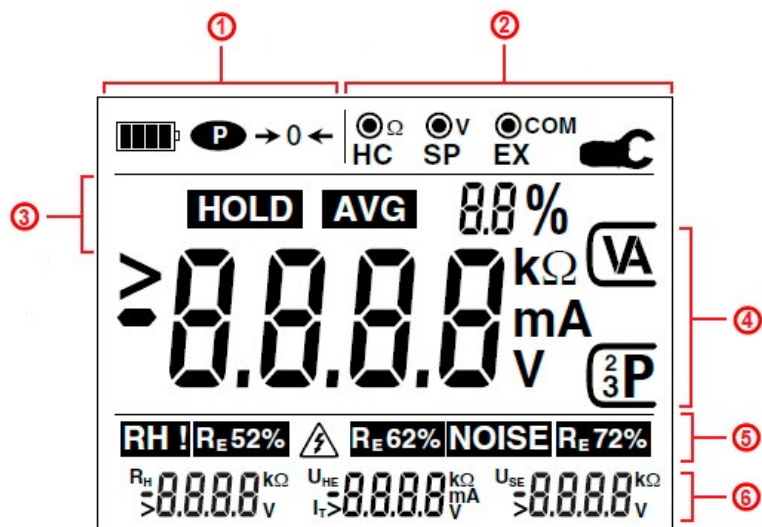 ① ②
P →0← Ω V COM
HC SP EX
③ HOLD AVG 8.8%
> 8.8.8.8 kΩ VA
- mA ④
V 2 3 P
RH ! RE52% RE62% NOISE RE72% ⑤
RH 8.8.8.8 kΩ UHE 8.8.8.8 kΩ USE 8.8.8.8 kΩ ⑥
-> V IT-> mA V -> V